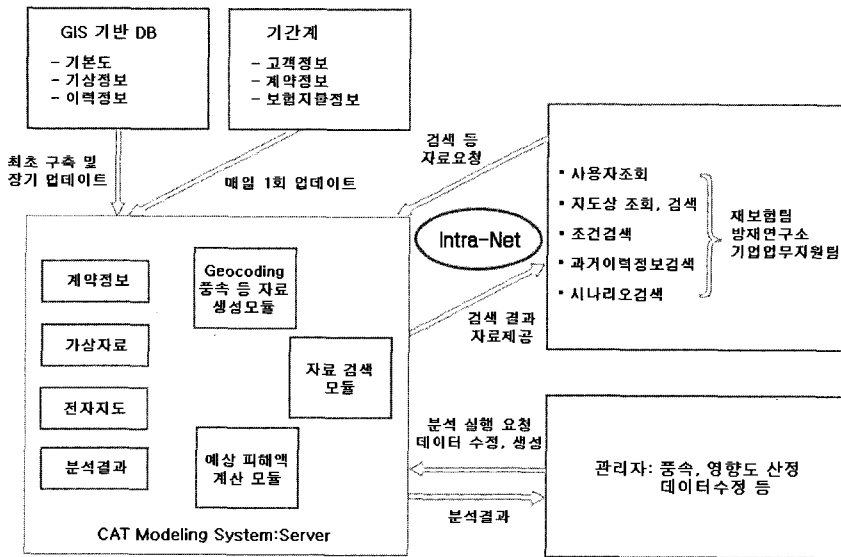 GIS 기반 DB
- 기본도
- 기상정보
- 이력정보
기간계
- 고객정보
- 계약정보
- 보험지불정보
최초 구축 및
장기 업데이트
매일 1회 업데이트
검색 등
자료요청
Intra-Net
검색 결과
자료제공
▪ 사용자조회
▪ 지도상 조회, 검색
▪ 조건검색
▪ 과거이력정보검색
▪ 시나리오검색
재보험팀
방재연구소
기업업무지원팀
계약정보
가상자료
전자지도
분석결과
Geocoding
풍속 등 자료
생성모듈
자료 검색
모듈
예상 피해액
계산 모듈
CAT Modeling System:Server
분석 실행 요청
데이터 수정, 생성
분석결과
관리자: 풍속, 영향도 산정
데이터수정 등